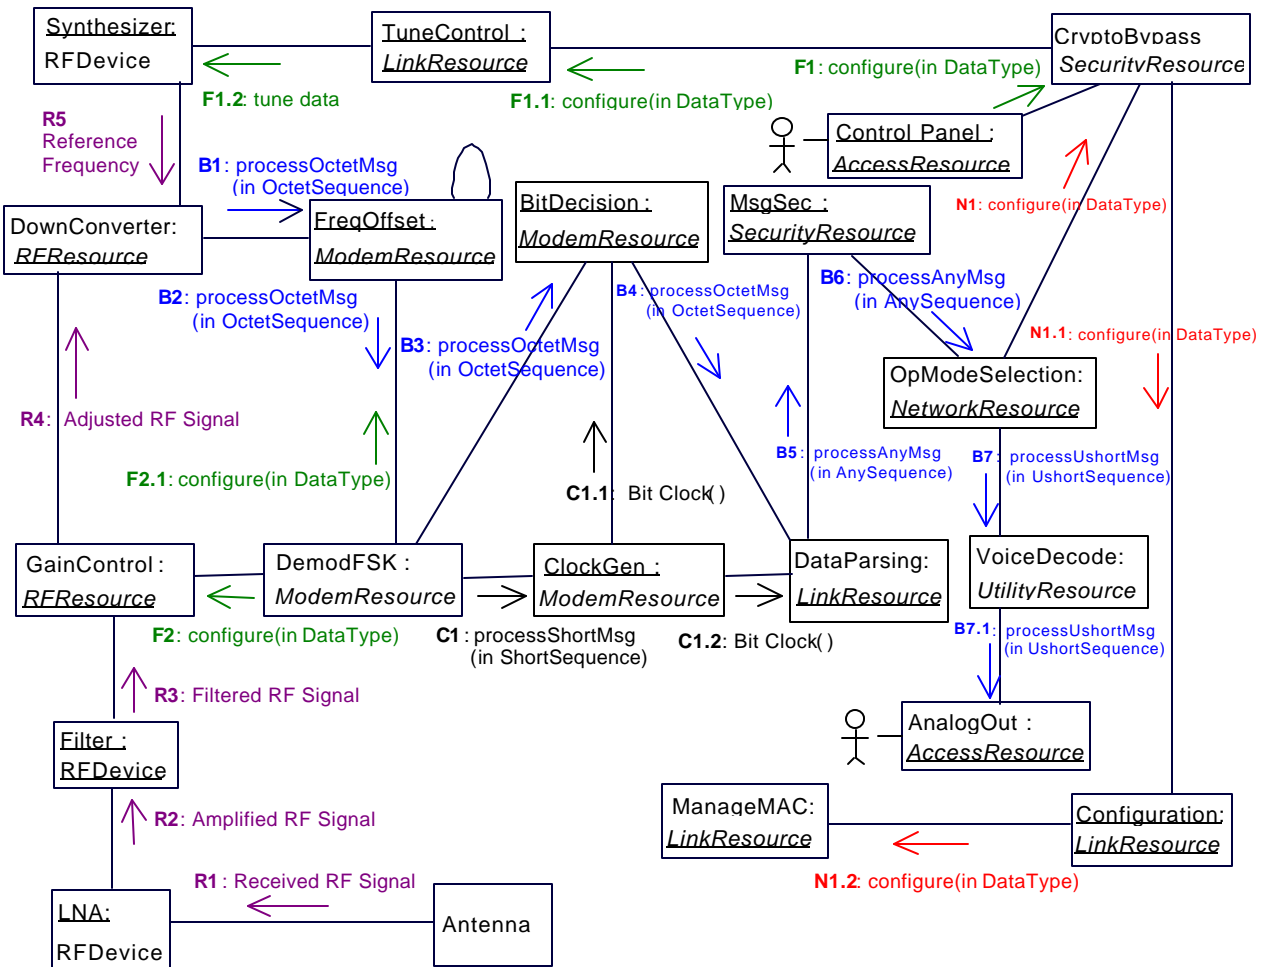 Synthesizer:
RFDevice
TuneControl :
LinkResource
CryptoBypass
SecurityResource
F1: configure(in DataType)
F1.2: tune data
F1.1: configure(in DataType)
R5
Reference
Frequency
Control Panel :
AccessResource
B1: processOctetMsg
(in OctetSequence)
N1: configure(in DataType)
DownConverter:
RFResource
FreqOffset:
ModemResource
BitDecision:
ModemResource
MsgSec :
SecurityResource
B2: processOctetMsg
(in OctetSequence)
B3: processOctetMsg
(in OctetSequence)
B4: processOctetMsg
(in OctetSequence)
B6: processAnyMsg
(in AnySequence)
N1.1: configure(in DataType)
OpModeSelection:
NetworkResource
R4: Adjusted RF Signal
F2.1: configure(in DataType)
B5: processAnyMsg
(in AnySequence)
B7: processUshortMsg
(in UshortSequence)
C1.1: Bit Clock()
GainControl:
RFResource
DemodFSK :
ModemResource
ClockGen :
ModemResource
DataParsing:
LinkResource
VoiceDecode:
UtilityResource
F2: configure(in DataType)
C1: processShortMsg
(in ShortSequence)
C1.2: Bit Clock()
B7.1: processUshortMsg
(in UshortSequence)
R3: Filtered RF Signal
Filter :
RFDevice
AnalogOut :
AccessResource
R2: Amplified RF Signal
ManageMAC:
LinkResource
Configuration:
LinkResource
R1: Received RF Signal
N1.2: configure(in DataType)
LNA:
RFDevice
Antenna